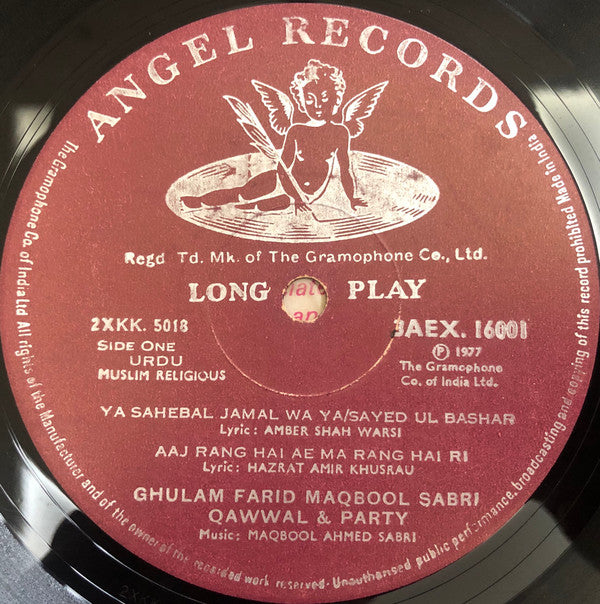 ANGEL RECORDS
Regd Td. Mk. of The Gramophone Co., Ltd.
LONG PLAY
2XKK. 5018
3AEX. 16001
SIDE ONE
URDU
MUSLIM RELIGIOUS
Ⓟ 1977
The Gramophone
Co. of India Ltd.
YA SAHEBAL JAMAL WA YA/SAYED UL BASHAR
Lyric: AMBER SHAH WARSI
AAJ RANG HAI AE MA RANG HAI RI
Lyric: HAZRAT AMIR KHUSRAU
GHULAM FARID MAQBOOL SABRI
QAWWAL & PARTY
Music: MAQBOOL AHMED SABRI
The Gramophone Co. of India Ltd All rights of the Manufacturer and of the owner of the recorded work reserved-Unauthorised public performance.broadcasting and copying of this record prohibited Made in India